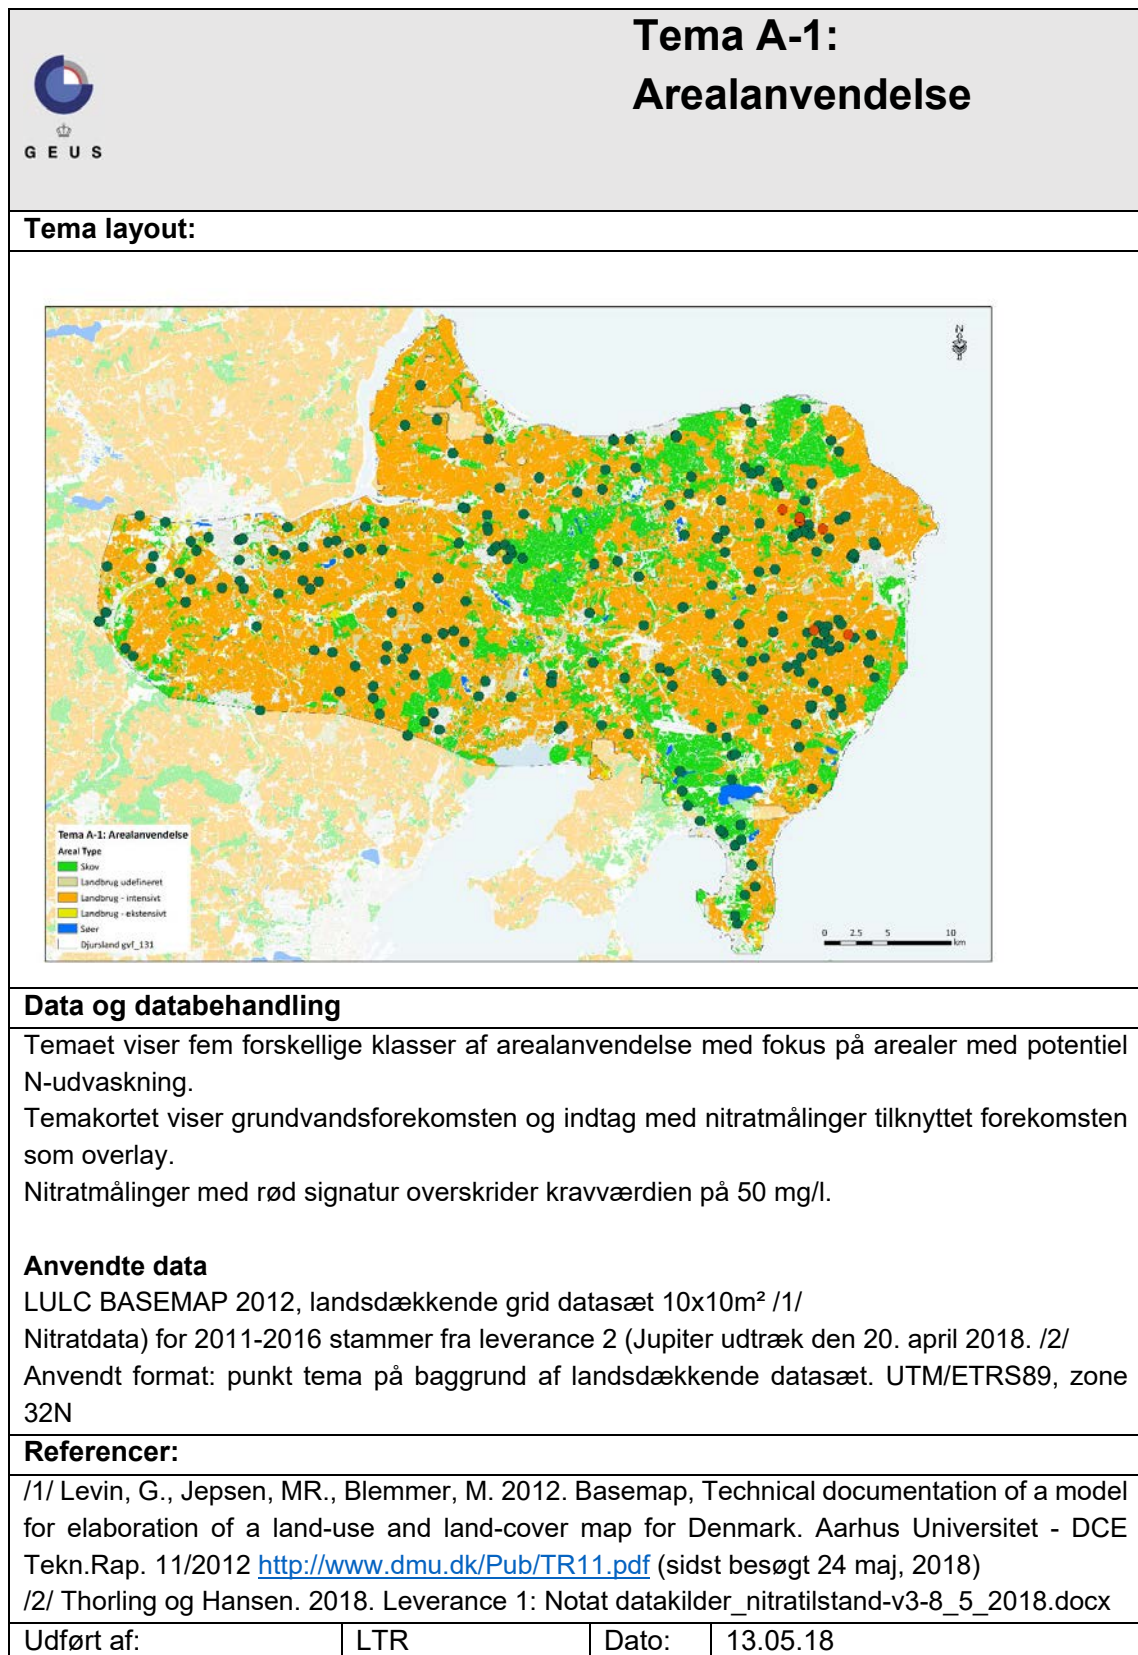 Tema A-1:
Arealanvendelse
G E U S
Tema layout:
N
Tema A-1: Arealanvendelse
Areal Type
Skov
Landbrug udefineret
Landbrug - intensivt
Landbrug - ekstensivt
Søer
Djursland gvf_131
0 2.5 5 10
km
Data og databehandling
Temaet viser fem forskellige klasser af arealanvendelse med fokus på arealer med potentiel
N-udvaskning.
Temakortet viser grundvandsforekomsten og indtag med nitratmålinger tilknyttet forekomsten
som overlay.
Nitratmålinger med rød signatur overskrider kravværdien på 50 mg/l.
Anvendte data
LULC BASEMAP 2012, landsdækkende grid datasæt 10x10m² /1/
Nitratdata) for 2011-2016 stammer fra leverance 2 (Jupiter udtræk den 20. april 2018. /2/
Anvendt format: punkt tema på baggrund af landsdækkende datasæt. UTM/ETRS89, zone
32N
Referencer:
/1/ Levin, G., Jepsen, MR., Blemmer, M. 2012. Basemap, Technical documentation of a model
for elaboration of a land-use and land-cover map for Denmark. Aarhus Universitet - DCE
Tekn.Rap. 11/2012 http://www.dmu.dk/Pub/TR11.pdf (sidst besøgt 24 maj, 2018)
/2/ Thorling og Hansen. 2018. Leverance 1: Notat datakilder_nitratilstand-v3-8_5_2018.docx
Udført af: LTR Dato: 13.05.18